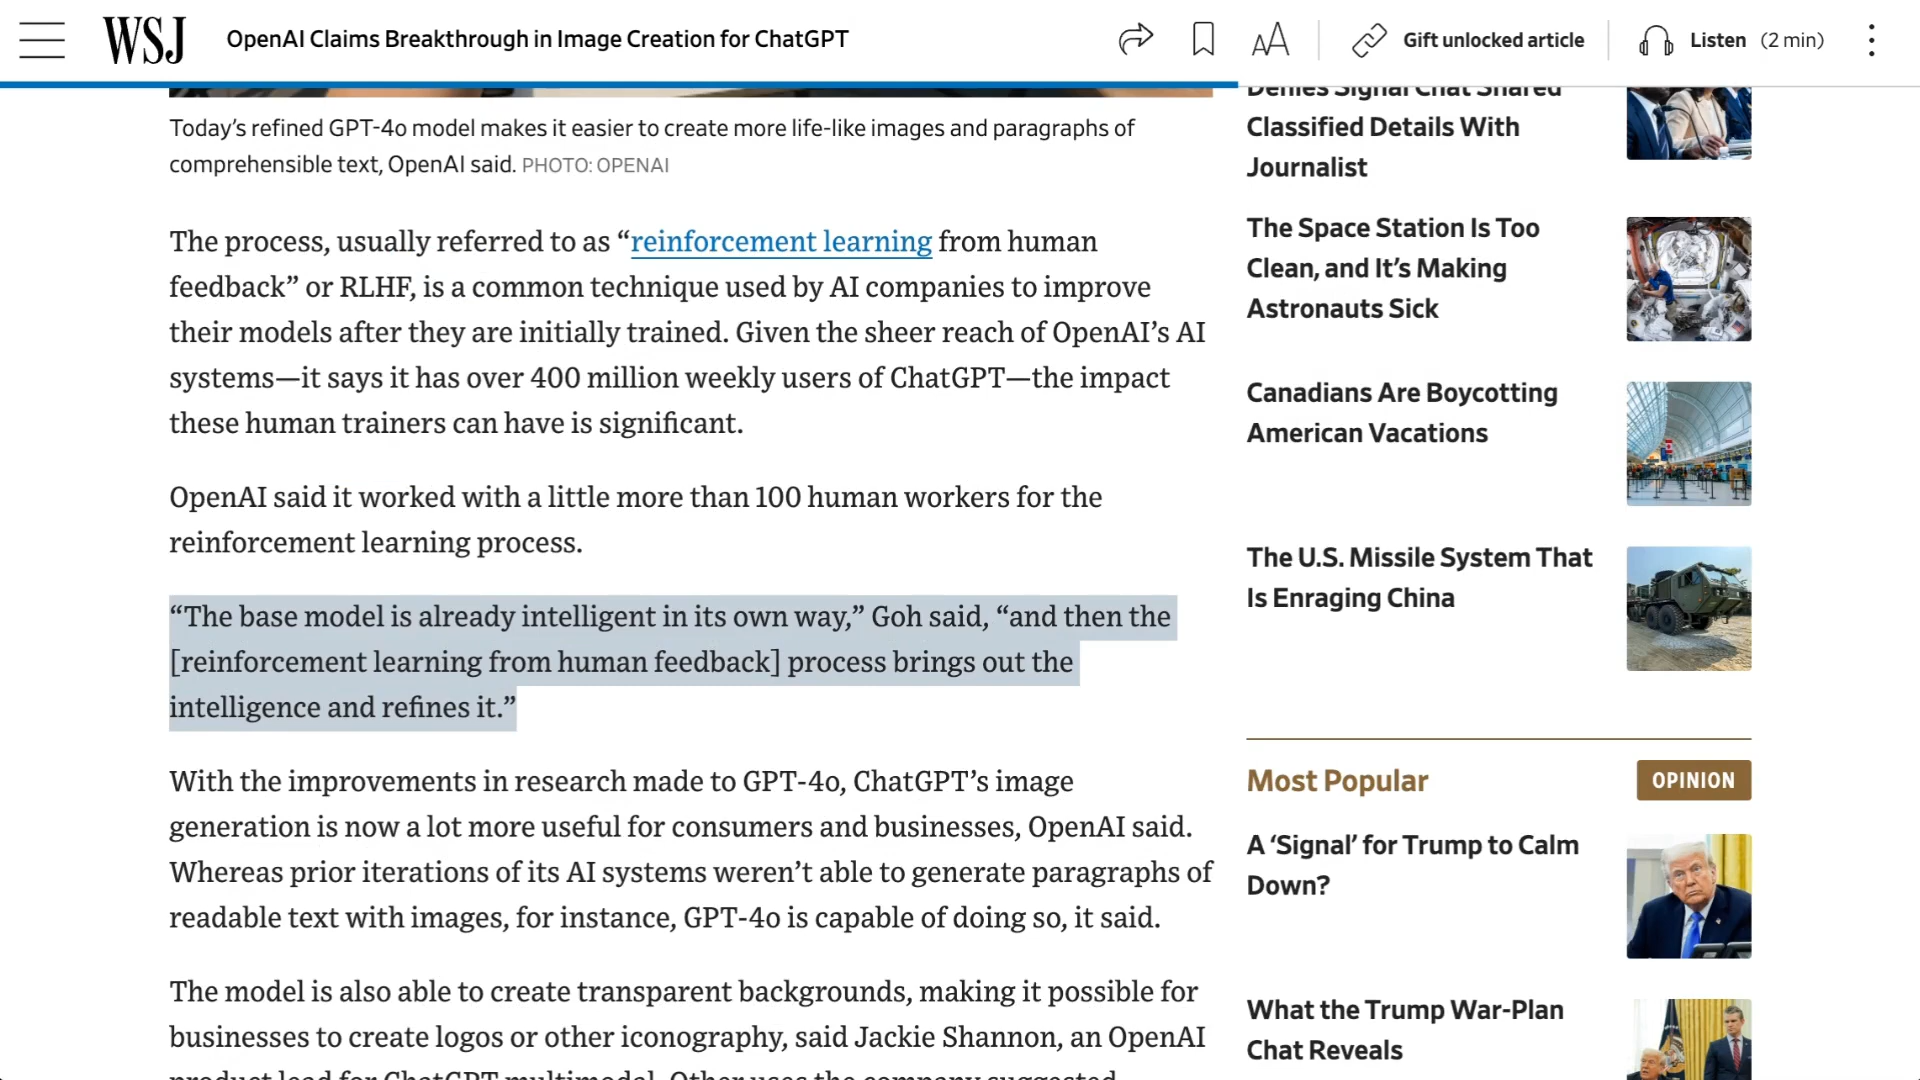 WSJ
OpenAI Claims Breakthrough in Image Creation for ChatGPT
Gift unlocked article
Listen (2 min)
Today’s refined GPT-4o model makes it easier to create more life-like images and paragraphs of
comprehensible text, OpenAI said. PHOTO: OPENAI
The process, usually referred to as “reinforcement learning from human
feedback” or RLHF, is a common technique used by AI companies to improve
their models after they are initially trained. Given the sheer reach of OpenAI’s AI
systems—it says it has over 400 million weekly users of ChatGPT—the impact
these human trainers can have is significant.
OpenAI said it worked with a little more than 100 human workers for the
reinforcement learning process.
“The base model is already intelligent in its own way,” Goh said, “and then the
[reinforcement learning from human feedback] process brings out the
intelligence and refines it.”
With the improvements in research made to GPT-4o, ChatGPT’s image
generation is now a lot more useful for consumers and businesses, OpenAI said.
Whereas prior iterations of its AI systems weren’t able to generate paragraphs of
readable text with images, for instance, GPT-4o is capable of doing so, it said.
The model is also able to create transparent backgrounds, making it possible for
businesses to create logos or other iconography, said Jackie Shannon, an OpenAI
product lead for ChatGPT multimodal. Other uses the company suggested
Denies Signal Chat Shared
Classified Details With
Journalist
The Space Station Is Too
Clean, and It’s Making
Astronauts Sick
Canadians Are Boycotting
American Vacations
The U.S. Missile System That
Is Enraging China
Most Popular
OPINION
A ‘Signal’ for Trump to Calm
Down?
What the Trump War-Plan
Chat Reveals